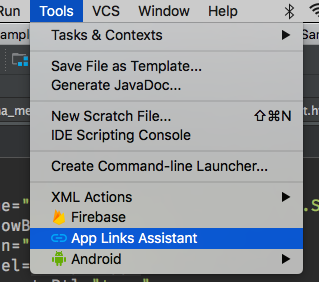 Run Tools VCS Window Help
Tasks & Contexts
Save File as Template...
Generate JavaDoc...
New Scratch File... ⇧⌘N
IDE Scripting Console
Create Command-line Launcher...
XML Actions
Firebase
App Links Assistant
Android